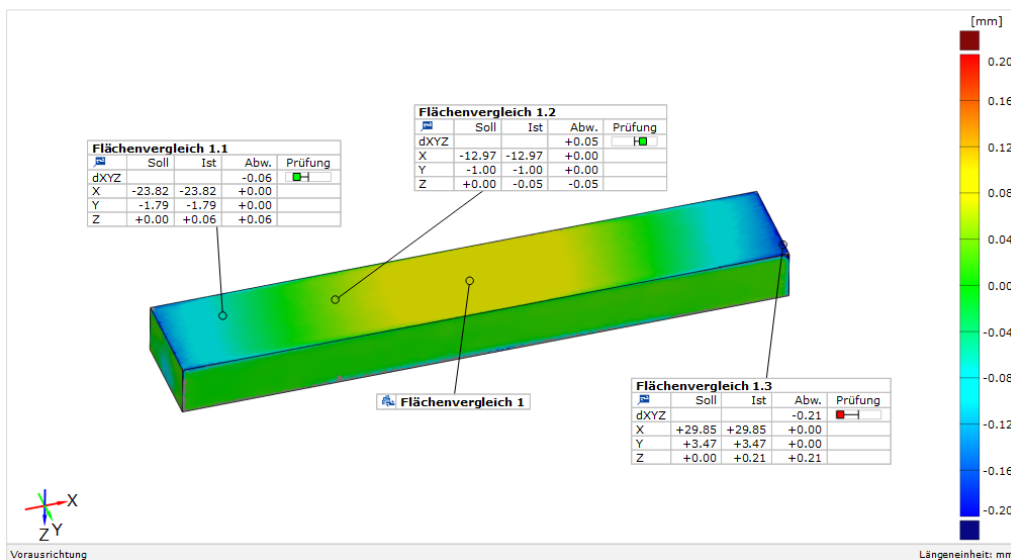 [mm]
0.20
0.16
0.12
0.08
0.04
0.00
-0.04
-0.08
-0.12
-0.16
-0.20
Flächenvergleich 1.2
Soll Ist Abw. Prüfung
dXYZ +0.05
X -12.97 -12.97 +0.00
Y -1.00 -1.00 +0.00
Z +0.00 -0.05 -0.05
Flächenvergleich 1.1
Soll Ist Abw. Prüfung
dXYZ -0.06
X -23.82 -23.82 +0.00
Y -1.79 -1.79 +0.00
Z +0.00 +0.06 +0.06
Flächenvergleich 1
Flächenvergleich 1.3
Soll Ist Abw. Prüfung
dXYZ -0.21
X +29.85 +29.85 +0.00
Y +3.47 +3.47 +0.00
Z +0.00 +0.21 +0.21
X
Z Y
Vorausrichtung
Längeneinheit: mm